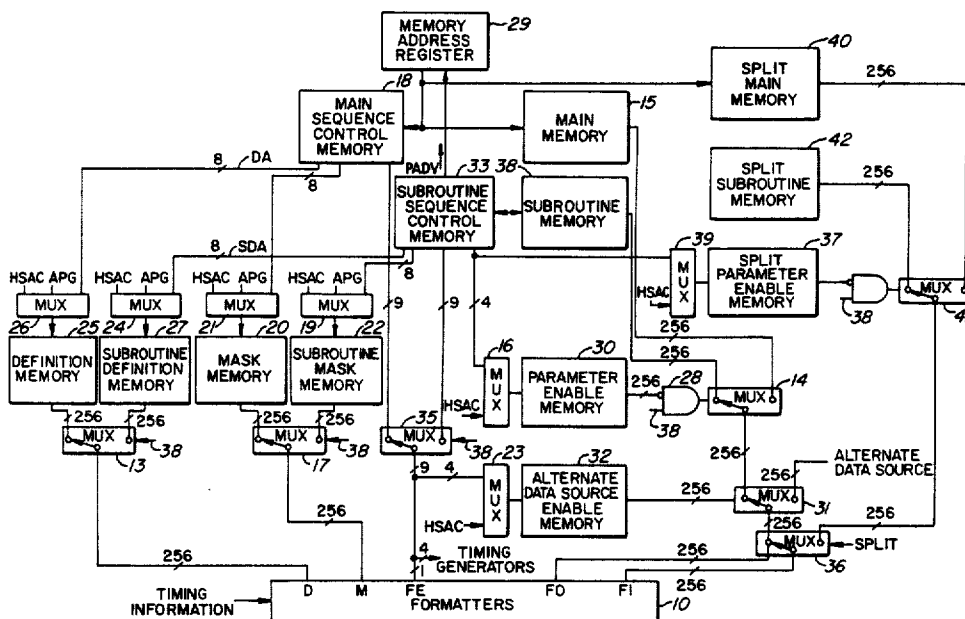 MEMORY
ADDRESS
REGISTER
29
18
MAIN
SEQUENCE
CONTROL
MEMORY
15
MAIN
MEMORY
40
SPLIT
MAIN
MEMORY
256
42
SPLIT
SUBROUTINE
MEMORY
256
8 DA
8
PADV
33
SUBROUTINE
SEQUENCE
CONTROL
MEMORY
38
SUBROUTINE
MEMORY
8 SDA
8
HSAC APG
MUX
26
HSAC APG
MUX
24
HSAC APG
MUX
21
HSAC APG
MUX
19
9
9
4
39
MUX
HSAC
37
SPLIT
PARAMETER
ENABLE
MEMORY
38
MUX
4
25
DEFINITION
MEMORY
27
SUBROUTINE
DEFINITION
MEMORY
20
MASK
MEMORY
22
SUBROUTINE
MASK
MEMORY
256
256
MUX
13
38
256
256
MUX
17
38
35
MUX
38
16
MUX
HSAC
30
PARAMETER
ENABLE
MEMORY
256
28
38
256
256
MUX
14
9
4
23
MUX
HSAC
32
ALTERNATE
DATA SOURCE
ENABLE
MEMORY
256
256
ALTERNATE
DATA SOURCE
256
MUX
31
256
256
MUX
SPLIT
36
256
256
4
TIMING
GENERATORS
1
256
256
TIMING
INFORMATION
D M FE FD FI
FORMATTERS
10